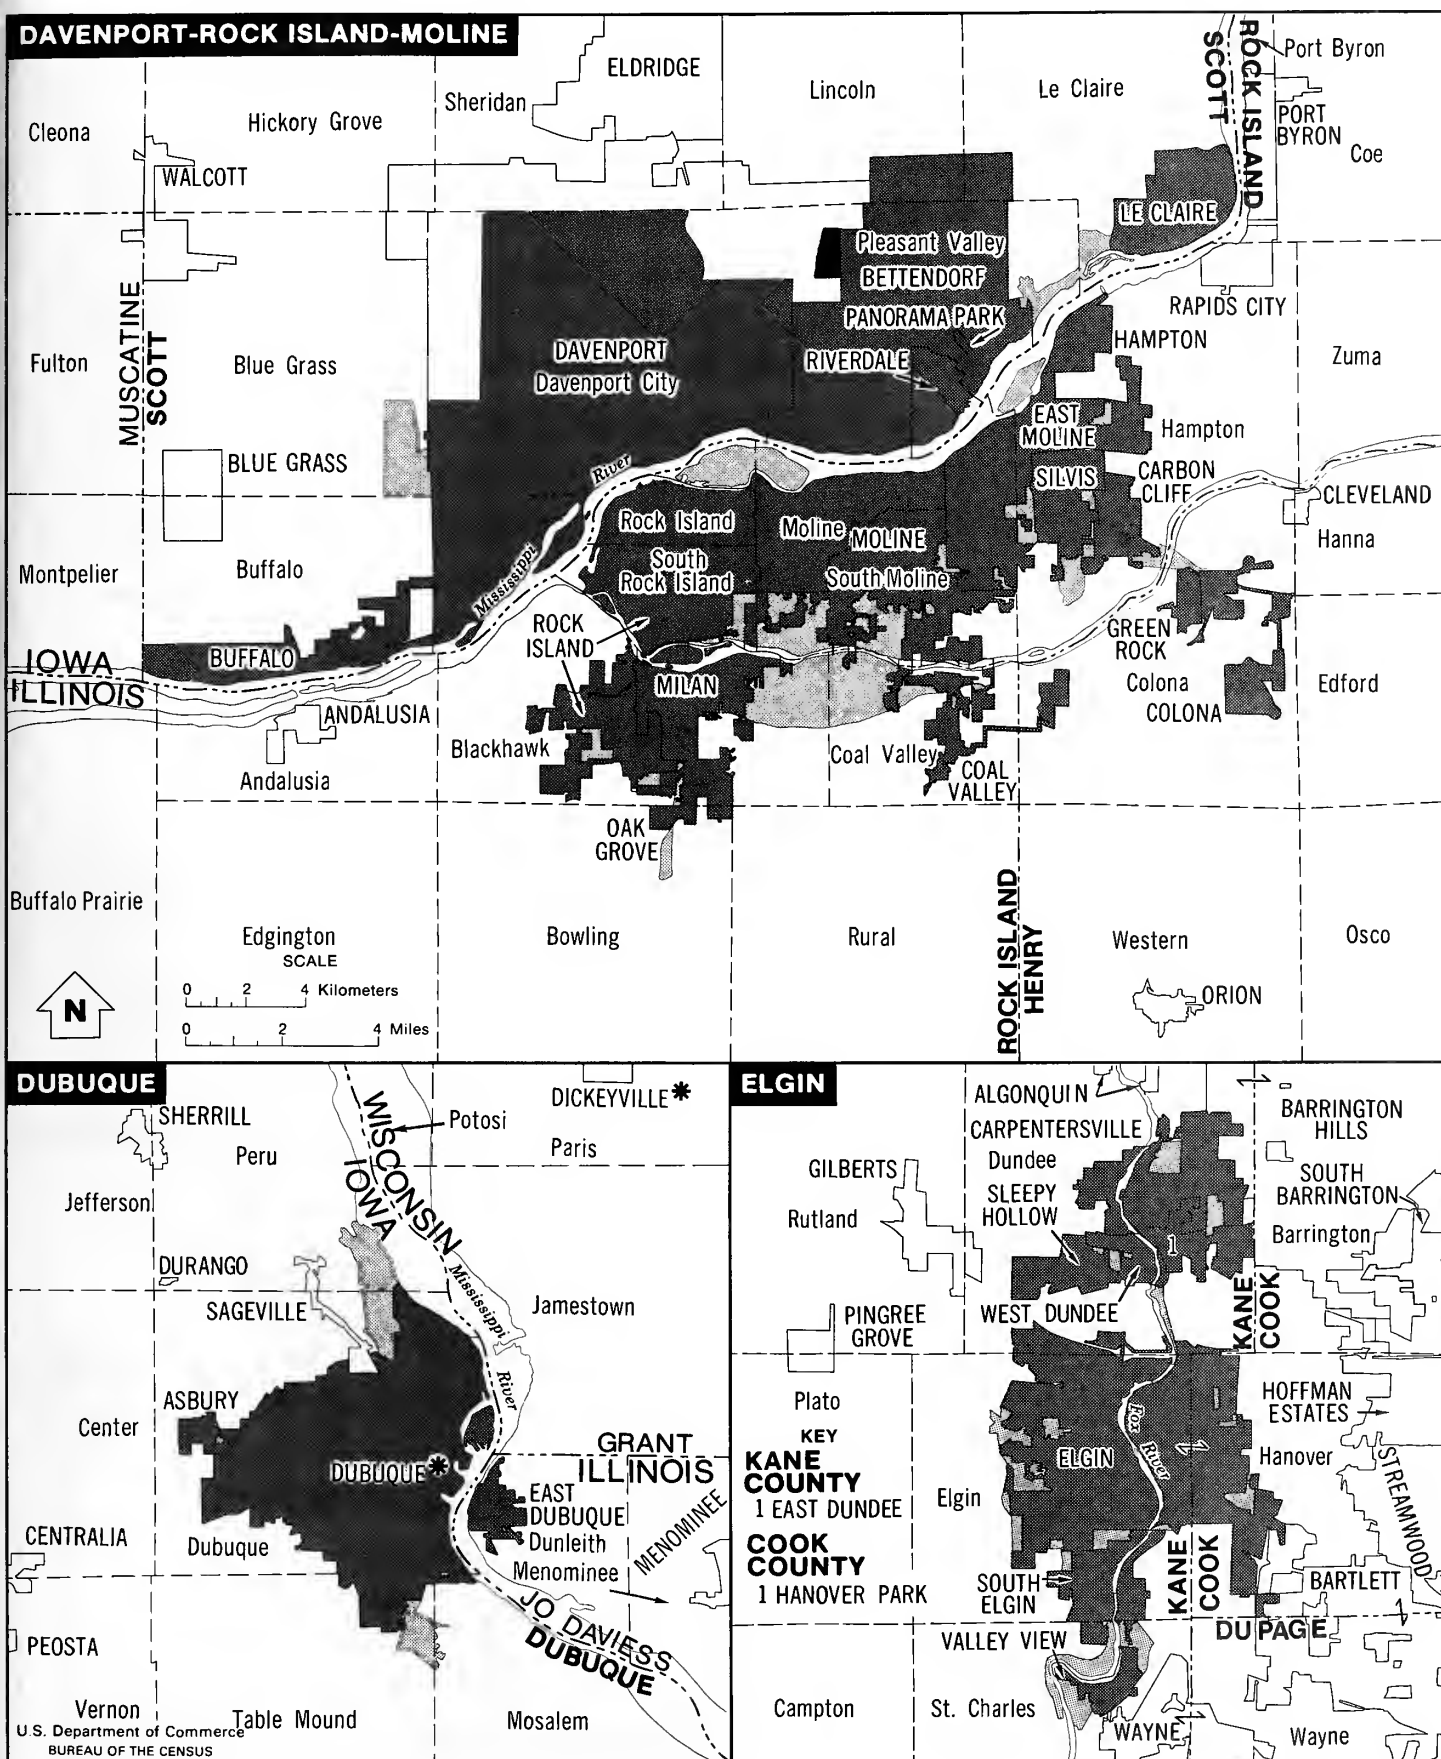 DAVENPORT-ROCK ISLAND-MOLINE
ELDRIDGE
Sheridan
Lincoln
Le Claire
SCOTT
ROCK ISLAND
Port Byron
PORT
BYRON
Coe
Cleona
Hickory Grove
WALCOTT
LE CLAIRE
Pleasant Valley
BETTENDORF
PANORAMA PARK
RIVERDALE
RAPIDS CITY
HAMPTON
Zuma
MUSCATINE
SCOTT
Fulton
Blue Grass
DAVENPORT
Davenport City
EAST
MOLINE
Hampton
BLUE GRASS
River
SILVIS
CARBON
CLIFF
CLEVELAND
Hanna
Rock Island
Moline
MOLINE
South
Rock Island
South Moline
Montpelier
Buffalo
Mississippi
ROCK
ISLAND
GREEN
ROCK
BUFFALO
IOWA
ILLINOIS
MILAN
Colona
COLONA
Edford
ANDALUSIA
Blackhawk
Coal Valley
COAL
VALLEY
Andalusia
OAK
GROVE
Buffalo Prairie
Edgington
Bowling
Rural
ROCK ISLAND
HENRY
Western
Osco
ORION
SCALE
0 2 4 Kilometers
0 2 4 Miles
N
DUBUQUE
SHERRILL
Peru
WISCONSIN
IOWA
Potosi
DICKEYVILLE
Paris
Jefferson
DURANGO
SAGEVILLE
Mississippi
River
Jamestown
ASBURY
Center
DUBUQUE
GRANT
ILLINOIS
EAST
DUBUQUE
Dunleith
Menominee
MENOMINEE
CENTRALIA
Dubuque
JO DAVIESS
DUBUQUE
PEOSTA
Vernon
Table Mound
Mosalem
U.S. Department of Commerce
BUREAU OF THE CENSUS
ELGIN
ALGONQUIN
CARPENTERSVILLE
Dundee
SLEEPY
HOLLOW
GILBERTS
Rutland
BARRINGTON
HILLS
SOUTH
BARRINGTON
Barrington
1
WEST DUNDEE
KANE
COOK
PINGREE
GROVE
Plato
HOFFMAN
ESTATES
Fox
River
ELGIN
Hanover
STREAMWOOD
KEY
KANE
COUNTY
1 EAST DUNDEE
COOK
COUNTY
1 HANOVER PARK
Elgin
SOUTH
ELGIN
KANE
COOK
BARTLETT
1
DU PAGE
VALLEY VIEW
Campton
St. Charles
WAYNE
Wayne